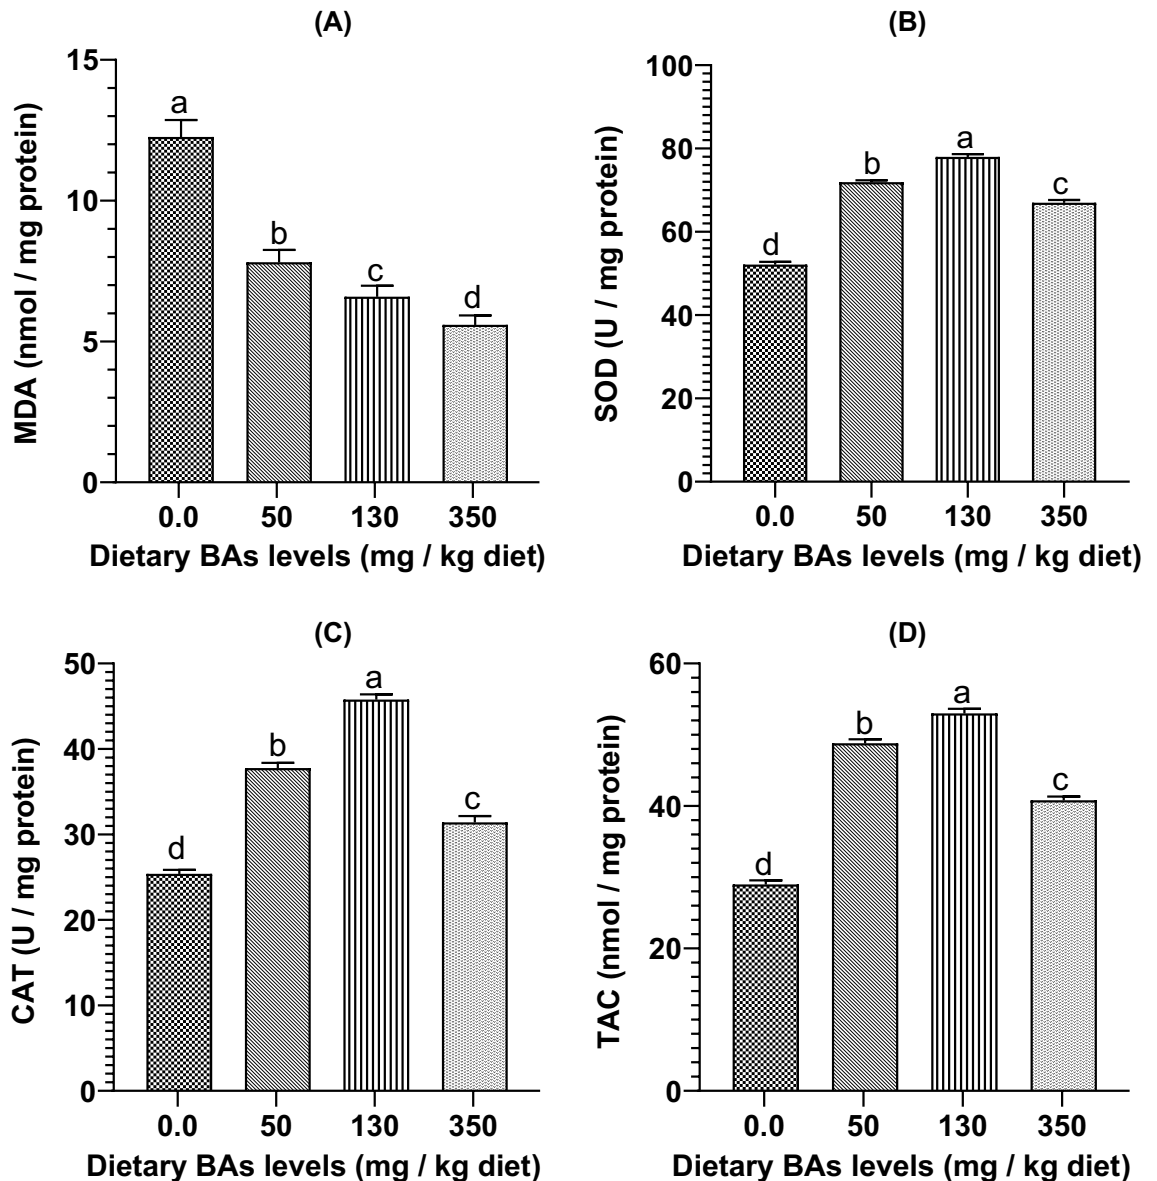 (A)
MDA (nmol / mg protein)
15
10
5
0
a
b
c
d
0.0 50 130 350
Dietary BAs levels (mg / kg diet)
(B)
SOD (U / mg protein)
100
80
60
40
20
0
d
b
a
c
0.0 50 130 350
Dietary BAs levels (mg / kg diet)
(C)
CAT (U / mg protein)
50
40
30
20
10
0
d
b
a
c
0.0 50 130 350
Dietary BAs levels (mg / kg diet)
(D)
TAC (nmol / mg protein)
60
40
20
0
d
b
a
c
0.0 50 130 350
Dietary BAs levels (mg / kg diet)